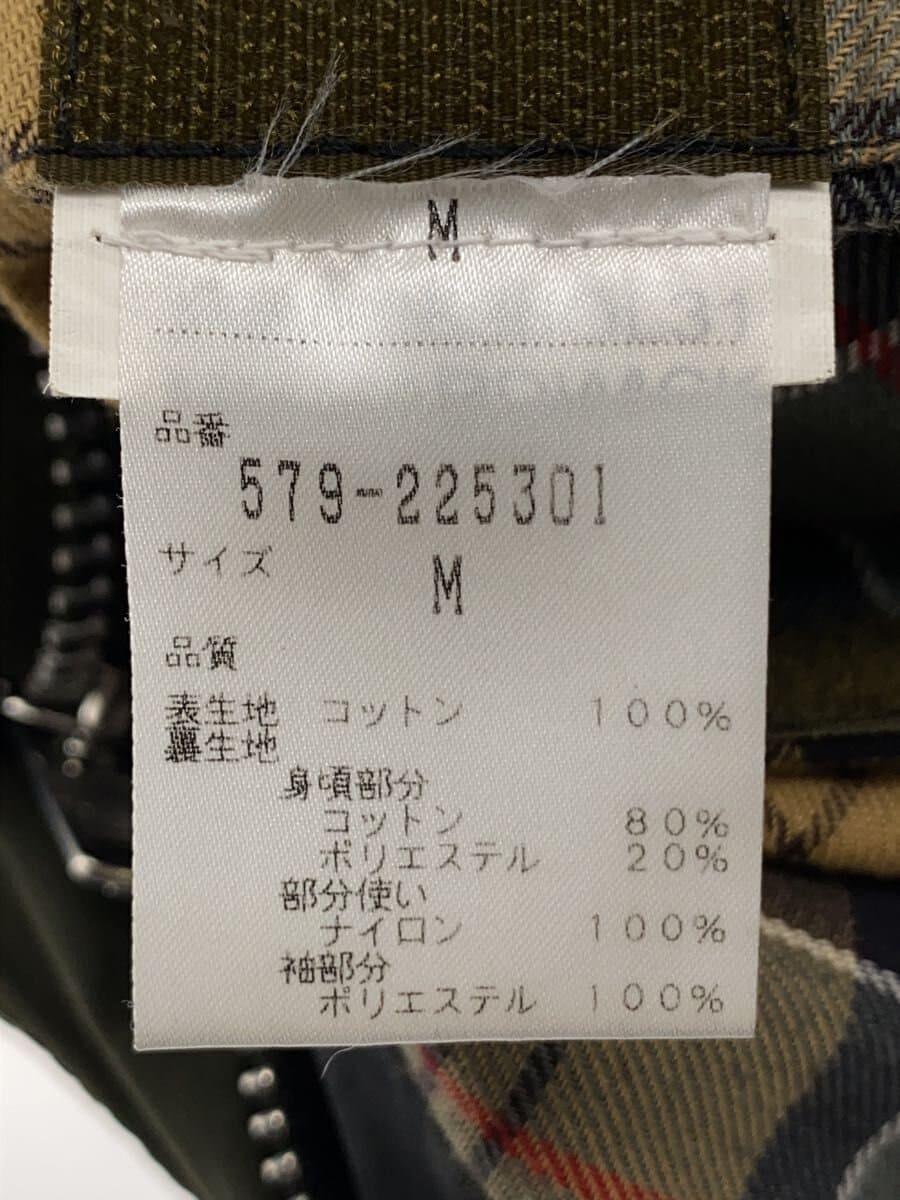 M
品番
579-225301
サイズ
M
品質
表生地 コットン 100%
裏生地
身頃部分
コットン 80%
ポリエステル 20%
部分使い
ナイロン 100%
袖部分
ポリエステル 100%